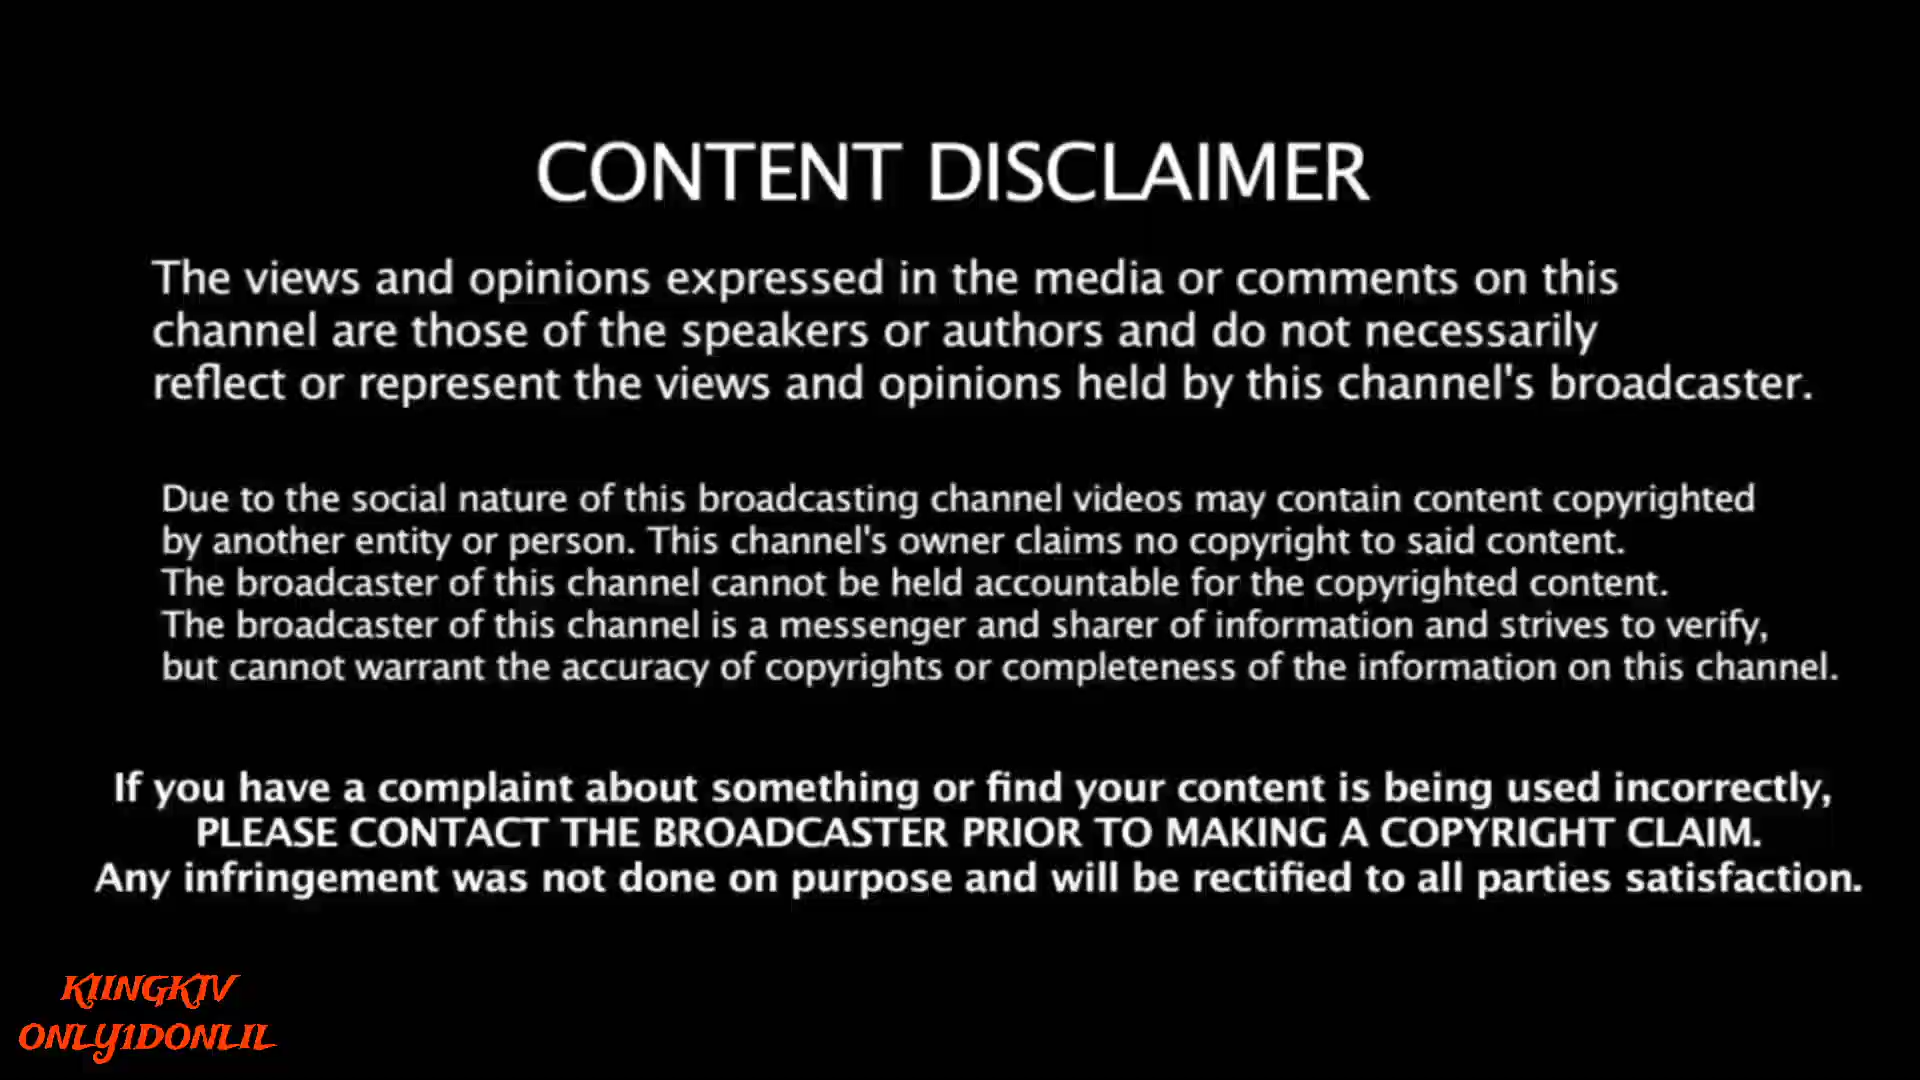 CONTENT DISCLAIMER
The views and opinions expressed in the media or comments on this
channel are those of the speakers or authors and do not necessarily
reflect or represent the views and opinions held by this channel's broadcaster.
Due to the social nature of this broadcasting channel videos may contain content copyrighted
by another entity or person. This channel's owner claims no copyright to said content.
The broadcaster of this channel cannot be held accountable for the copyrighted content.
The broadcaster of this channel is a messenger and sharer of information and strives to verify,
but cannot warrant the accuracy of copyrights or completeness of the information on this channel.
If you have a complaint about something or find your content is being used incorrectly,
PLEASE CONTACT THE BROADCASTER PRIOR TO MAKING A COPYRIGHT CLAIM.
Any infringement was not done on purpose and will be rectified to all parties satisfaction.
KIINGKTV
ONLY1DONLIL